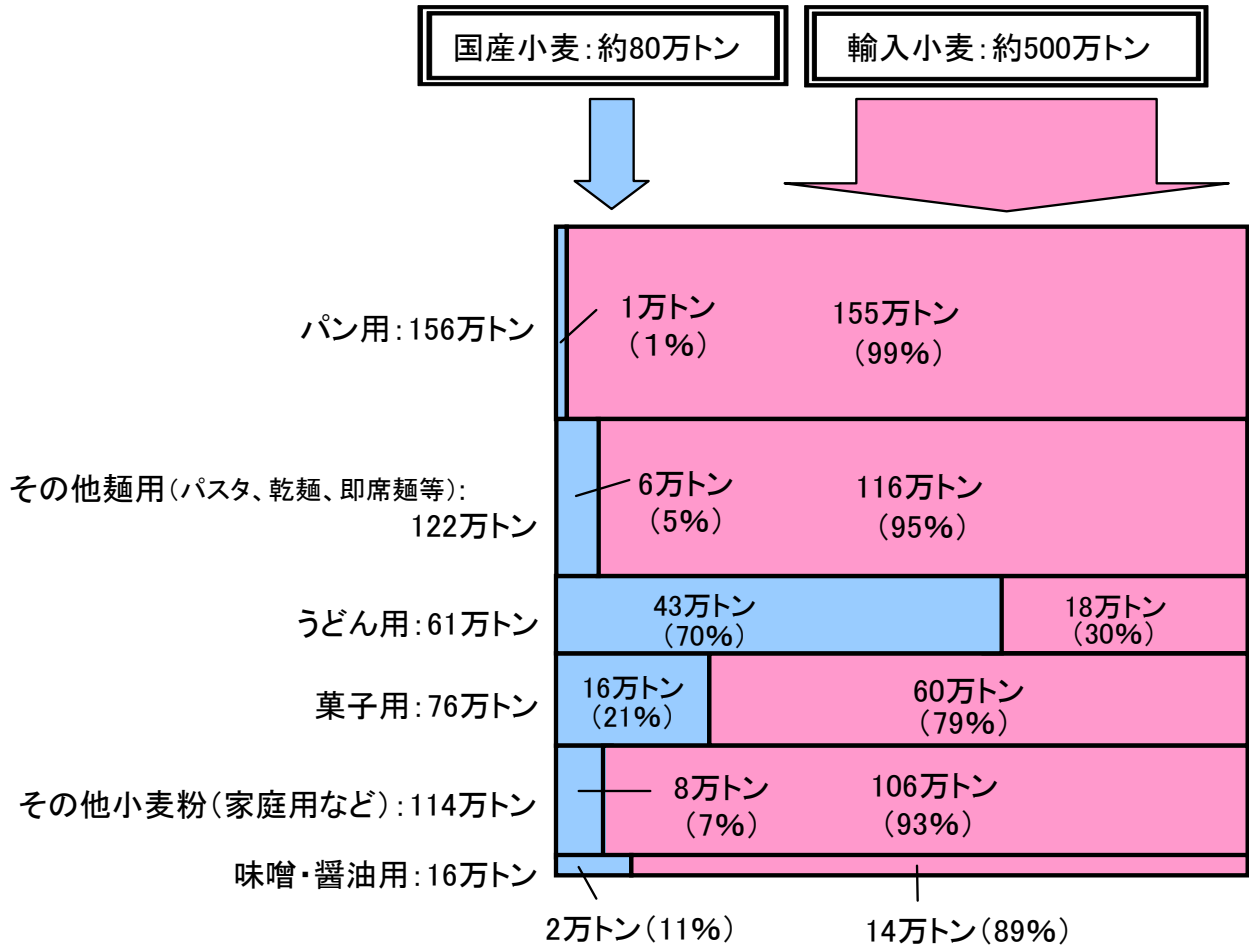 国産小麦：約80万トン
輸入小麦：約500万トン
パン用：156万トン
1万トン
（１％）
155万トン
（99％）
その他麺用（パスタ、乾麺、即席麺等）：
122万トン
6万トン
（5％）
116万トン
（95％）
うどん用：61万トン
43万トン
（70％）
18万トン
（30％）
菓子用：76万トン
16万トン
（21％）
60万トン
（79％）
その他小麦粉（家庭用など）：114万トン
8万トン
（7％）
106万トン
（93％）
味噌・醤油用：16万トン
2万トン（11％）
14万トン（89％）